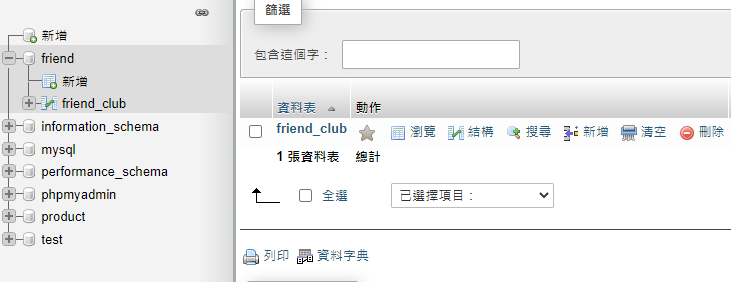 新增
friend
新增
friend_club
information_schema
mysql
performance_schema
phpmyadmin
product
test
篩選
包含這個字：
資料表 動作
friend_club 瀏覽 結構 搜尋 新增 清空 刪除
1 張資料表 總計
全選 已選擇項目：
列印 資料字典